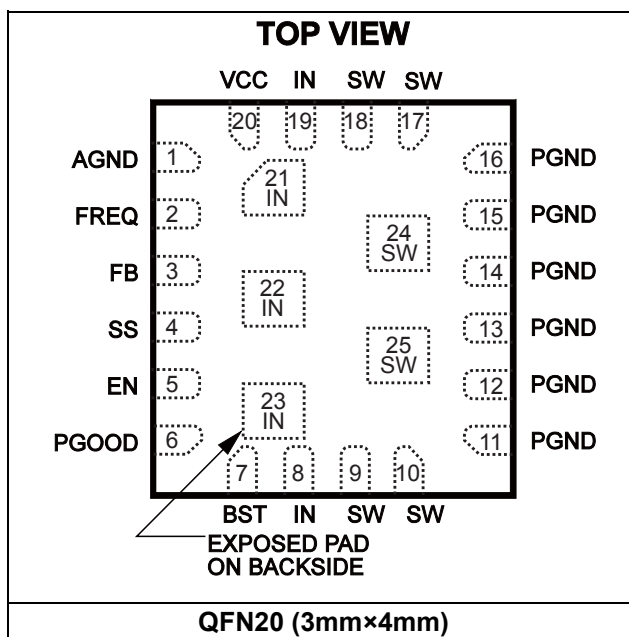 TOP VIEW
VCC IN SW SW
20 19 18 17
AGND 1
16 PGND
21
IN
FREQ 2
15 PGND
24
SW
FB 3
14 PGND
22
IN
SS 4
13 PGND
25
SW
EN 5
12 PGND
23
IN
PGOOD 6
11 PGND
7 8 9 10
BST IN SW SW
EXPOSED PAD
ON BACKSIDE
QFN20 (3mm×4mm)